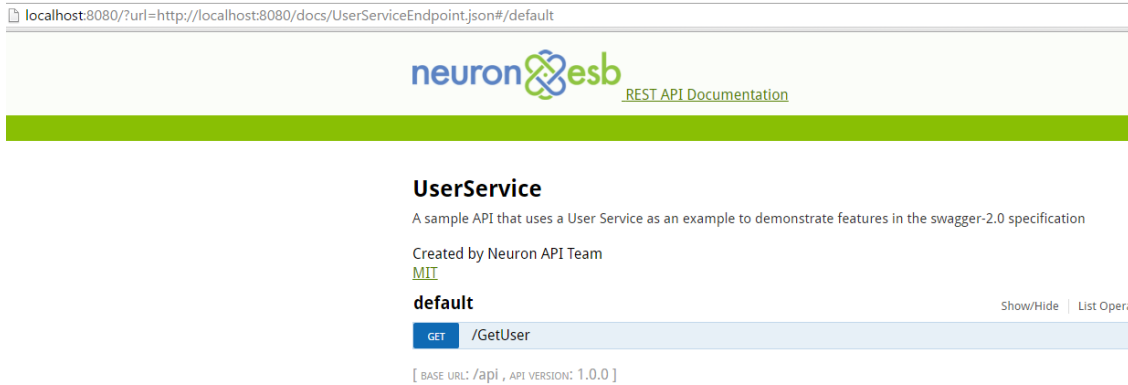 localhost:8080/?url=http://localhost:8080/docs/UserServiceEndpoint.json#/default
neuron esb REST API Documentation
UserService
A sample API that uses a User Service as an example to demonstrate features in the swagger-2.0 specification
Created by Neuron API Team
MIT
default Show/Hide List Opera
GET /GetUser
[ BASE URL: /api , API VERSION: 1.0.0 ]